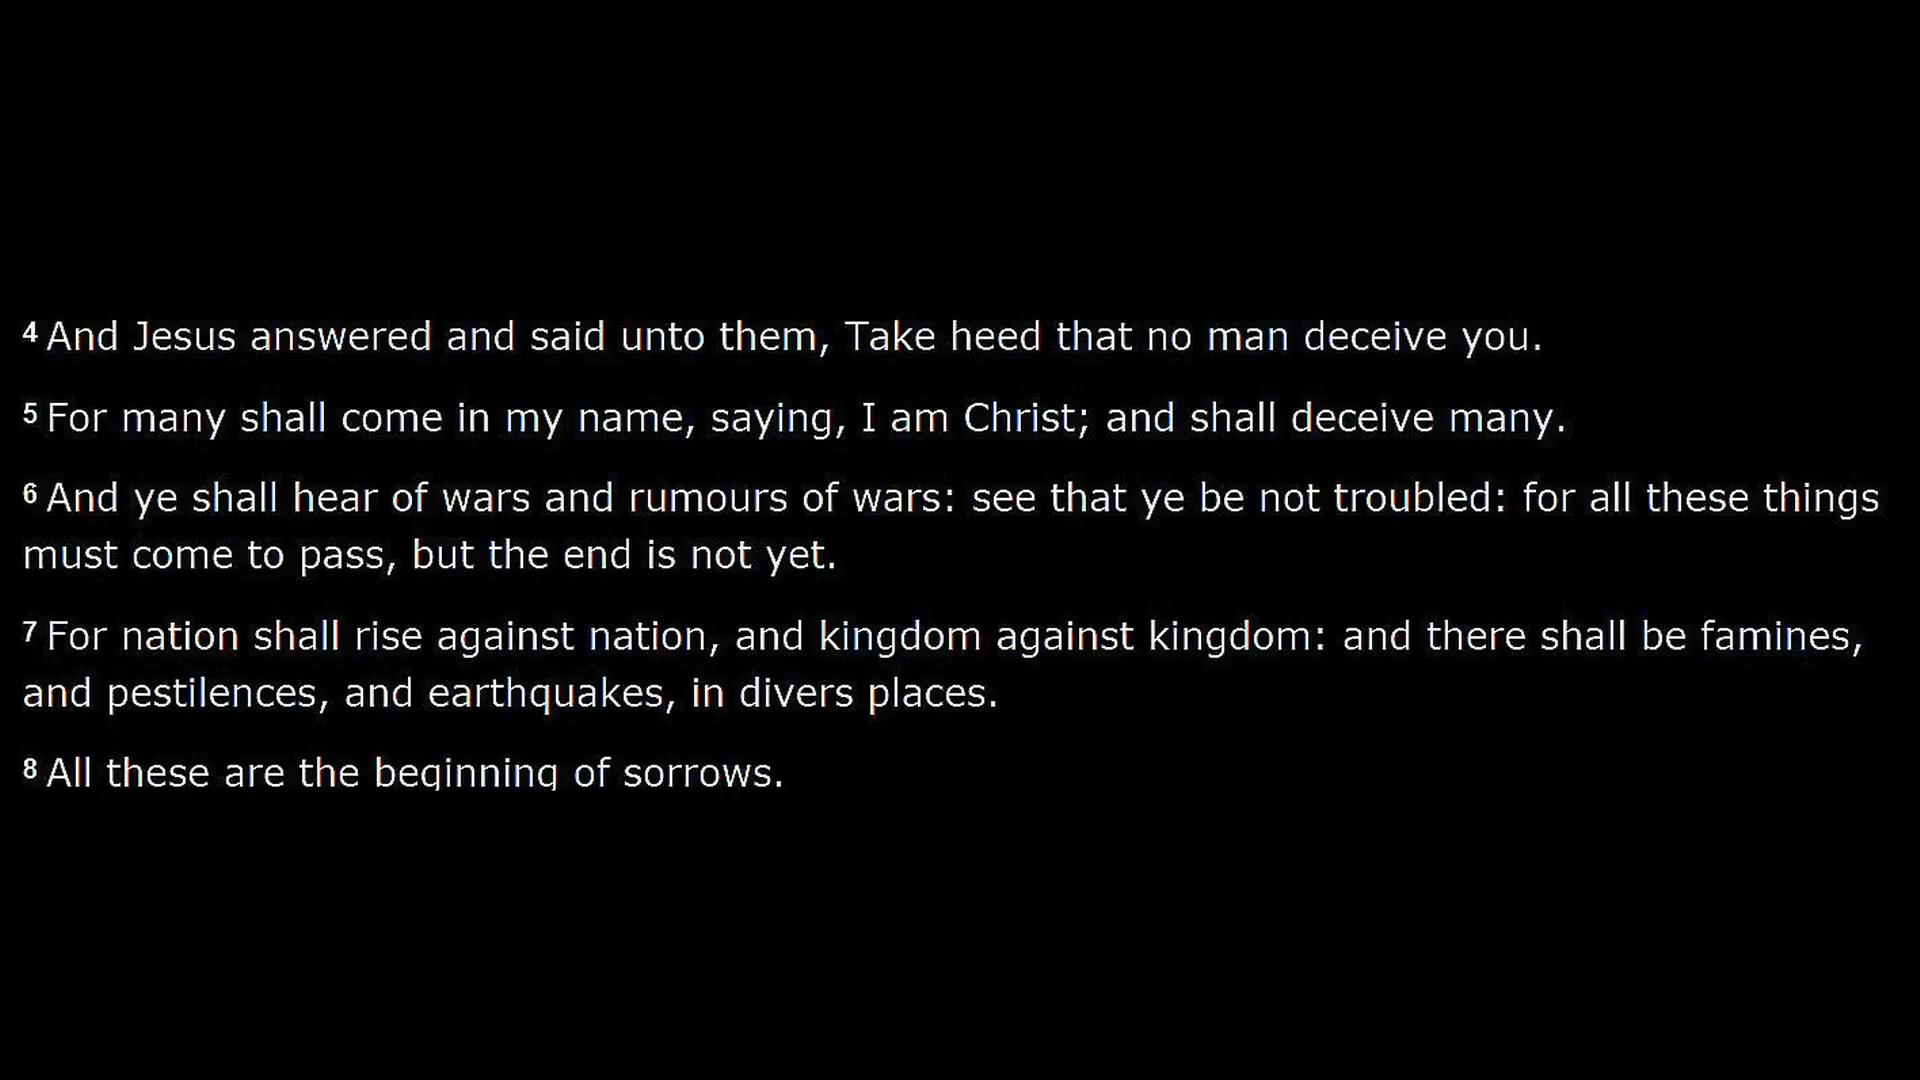 4 And Jesus answered and said unto them, Take heed that no man deceive you.
5 For many shall come in my name, saying, I am Christ; and shall deceive many.
6 And ye shall hear of wars and rumours of wars: see that ye be not troubled: for all these things
must come to pass, but the end is not yet.
7 For nation shall rise against nation, and kingdom against kingdom: and there shall be famines,
and pestilences, and earthquakes, in divers places.
8 All these are the beginning of sorrows.